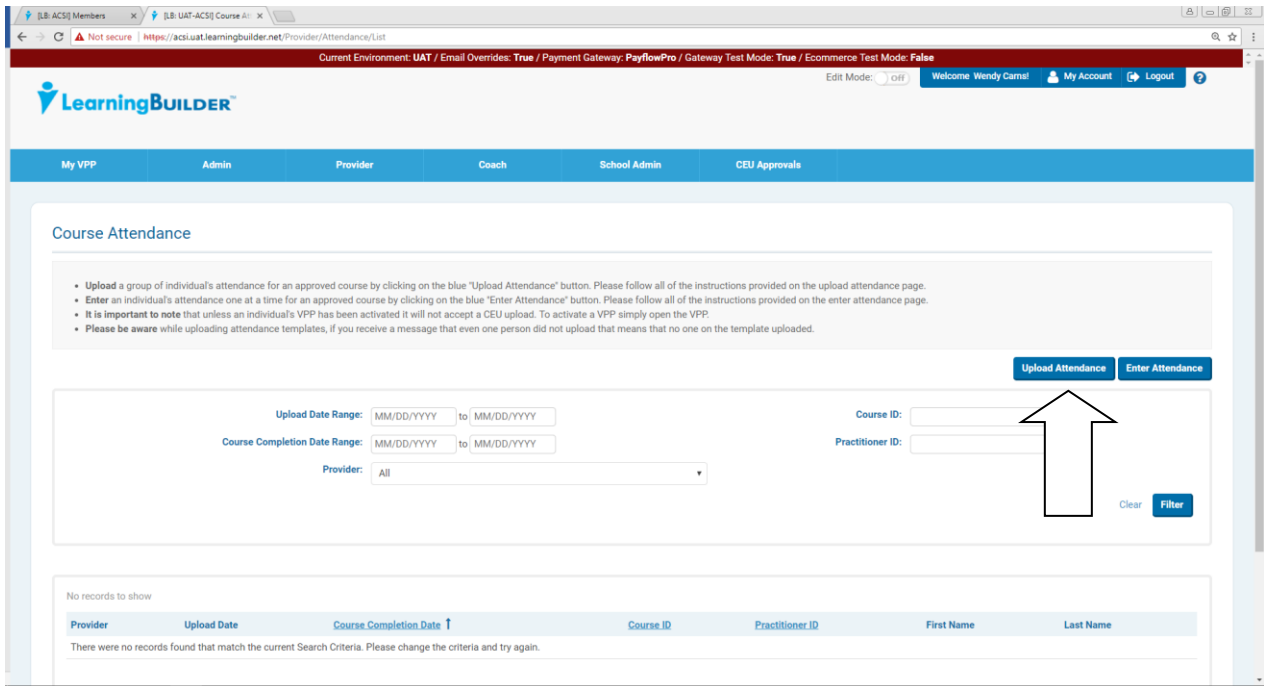 [LB: ACSI] Members
[LB: UAT-ACSI] Course At
Not secure | https://acsi.uat.learningbuilder.net/Provider/Attendance/List
Current Environment: UAT / Email Overrides: True / Payment Gateway: PayflowPro / Gateway Test Mode: True / Ecommerce Test Mode: False
Edit Mode: Off Welcome Wendy Carns! My Account Logout ?
LearningBUILDER™
My VPP Admin Provider Coach School Admin CEU Approvals
Course Attendance
• Upload a group of individual's attendance for an approved course by clicking on the blue "Upload Attendance" button. Please follow all of the instructions provided on the upload attendance page.
• Enter an individual's attendance one at a time for an approved course by clicking on the blue "Enter Attendance" button. Please follow all of the instructions provided on the enter attendance page.
• It is important to note that unless an individual's VPP has been activated it will not accept a CEU upload. To activate a VPP simply open the VPP.
• Please be aware while uploading attendance templates, if you receive a message that even one person did not upload that means that no one on the template uploaded.
Upload Attendance Enter Attendance
Upload Date Range: MM/DD/YYYY to MM/DD/YYYY Course ID:
Course Completion Date Range: MM/DD/YYYY to MM/DD/YYYY Practitioner ID:
Provider: All
Clear Filter
No records to show
Provider Upload Date Course Completion Date Course ID Practitioner ID First Name Last Name
There were no records found that match the current Search Criteria. Please change the criteria and try again.